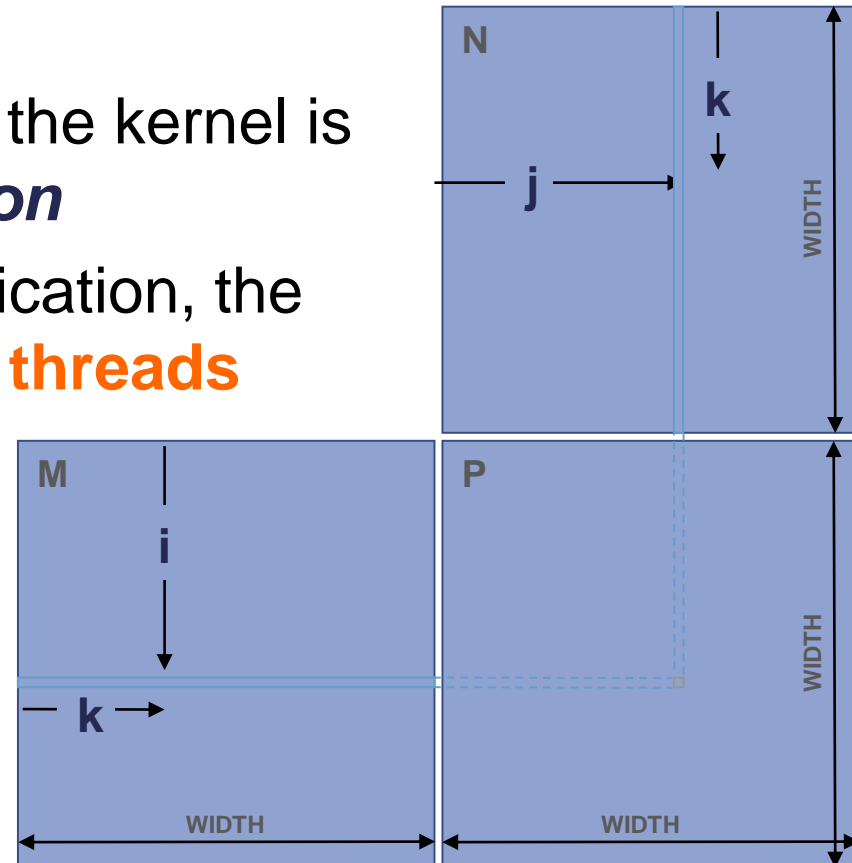 the kernel is
on
ication, the
threads
N
k
j
WIDTH
M
i
k
WIDTH
P
WIDTH
WIDTH